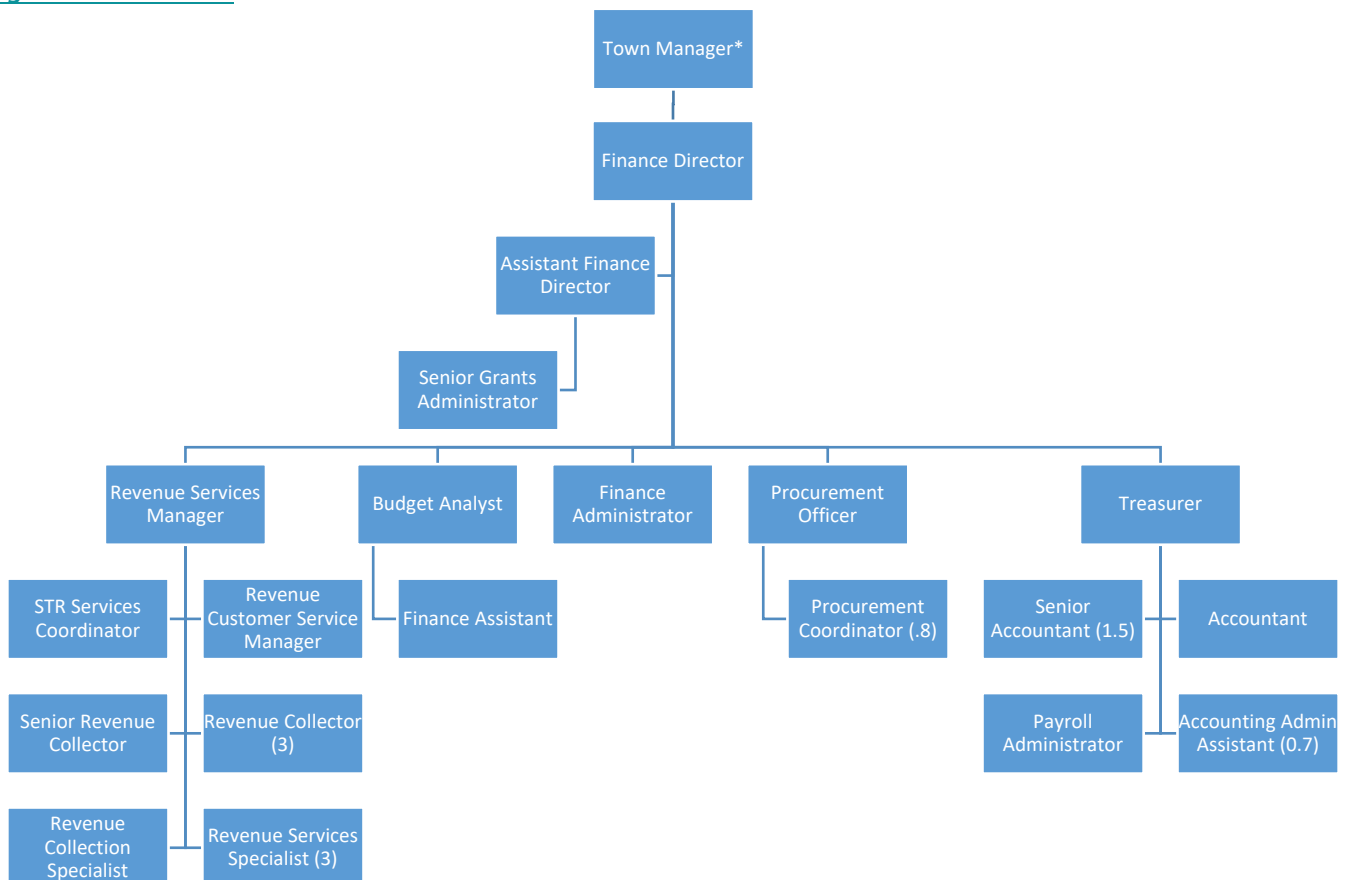 Town Manager*
Finance Director
Assistant Finance
Director
Senior Grants
Administrator
Revenue Services
Manager
Budget Analyst
Finance
Administrator
Procurement
Officer
Treasurer
STR Services
Coordinator
Revenue
Customer Service
Manager
Finance Assistant
Procurement
Coordinator (.8)
Senior
Accountant (1.5)
Accountant
Senior Revenue
Collector
Revenue Collector
(3)
Payroll
Administrator
Accounting Admin
Assistant (0.7)
Revenue
Collection
Specialist
Revenue Services
Specialist (3)